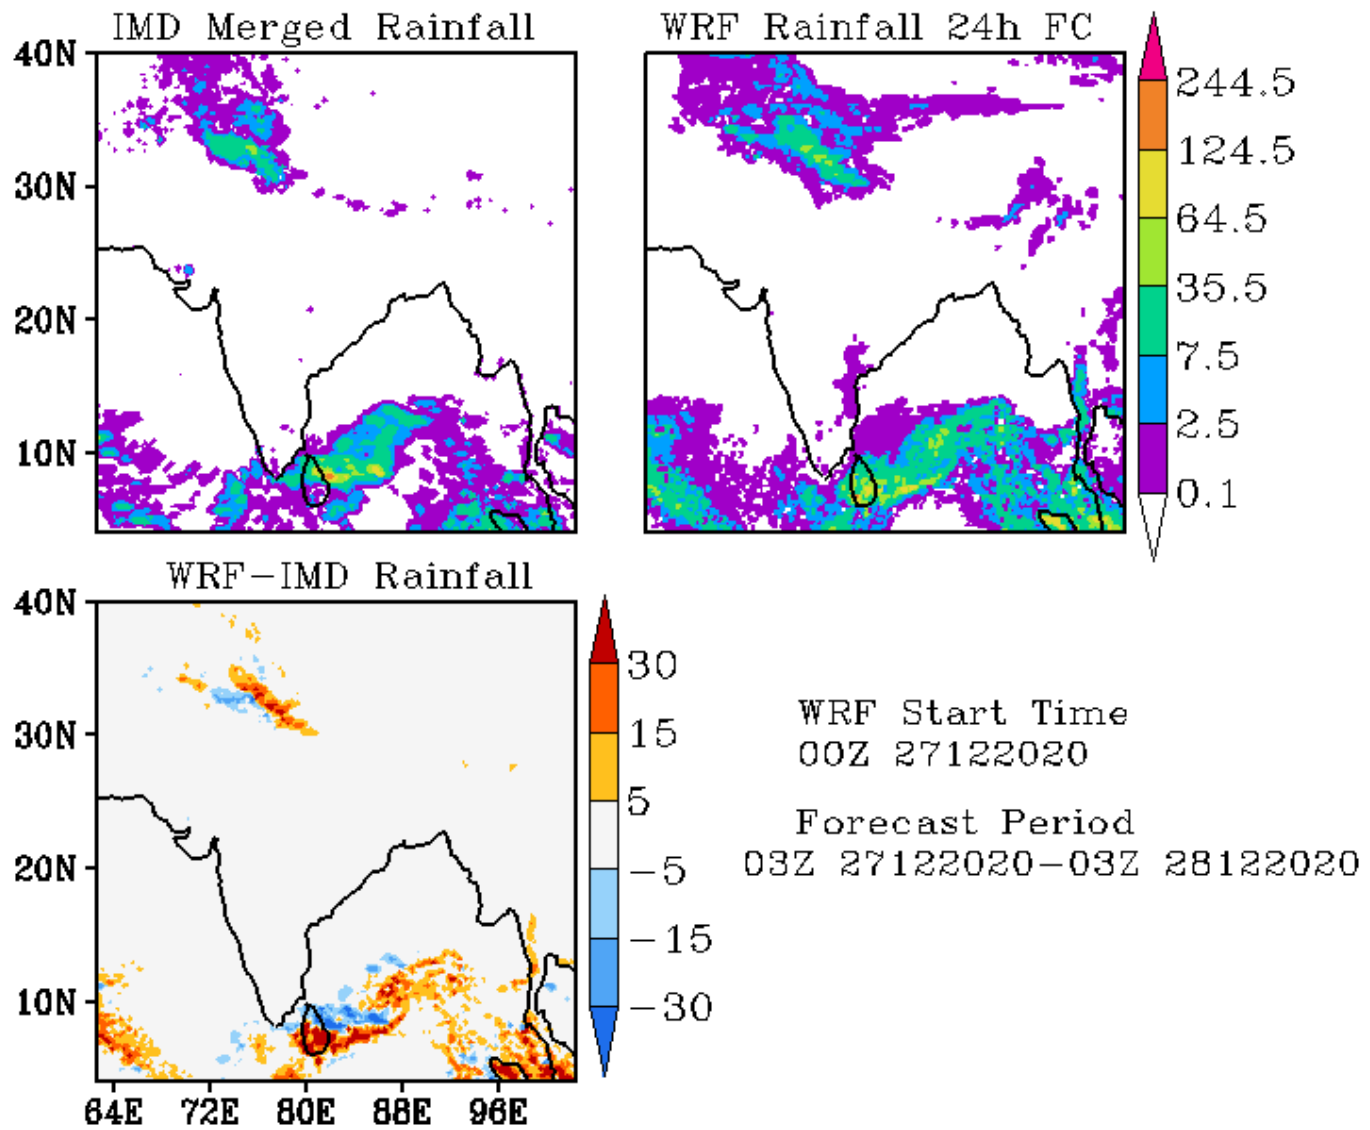 IMD Merged Rainfall
WRF Rainfall 24h FC
40N
30N
20N
10N
244.5
124.5
64.5
35.5
7.5
2.5
0.1
WRF-IMD Rainfall
40N
30N
20N
10N
64E 72E 80E 88E 96E
30
15
5
-5
-15
-30
WRF Start Time
00Z 27122020
Forecast Period
03Z 27122020-03Z 28122020